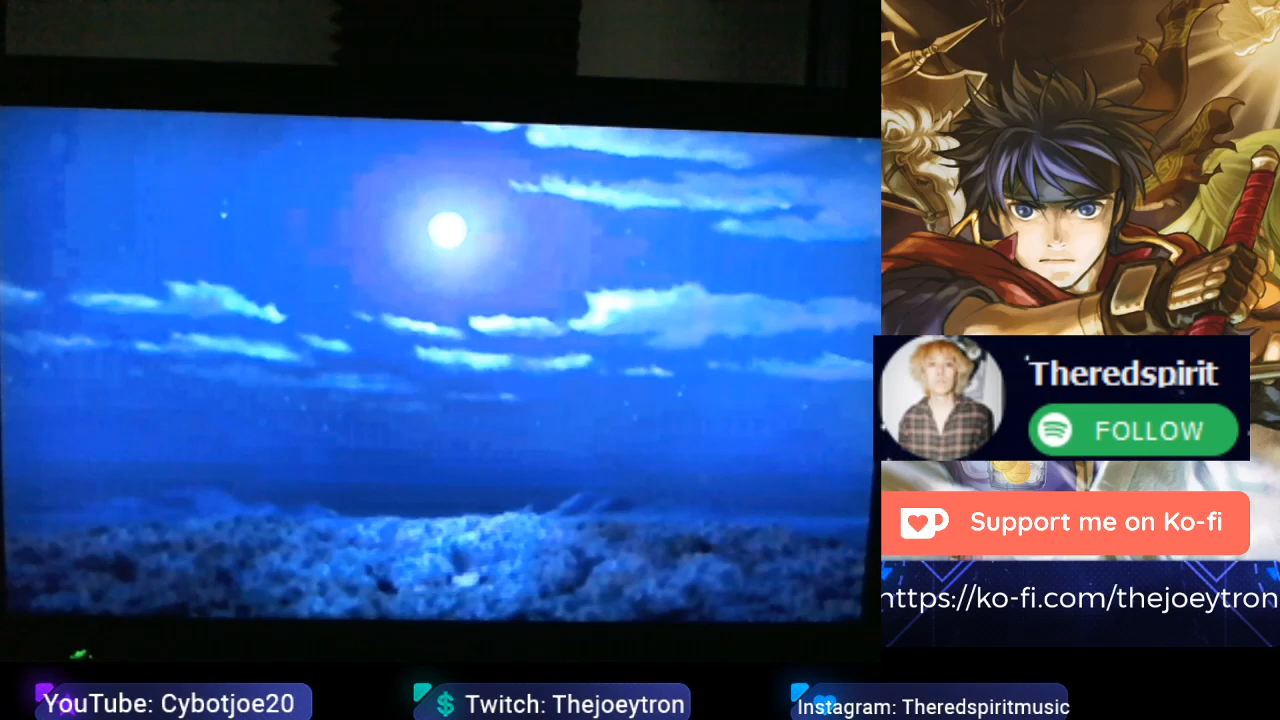 Theredspirit
FOLLOW
Support me on Ko-fi
https://ko-fi.com/thejoeytron
YouTube: Cybotjoe20
Twitch: Thejoeytron
Instagram: Theredspiritmusic